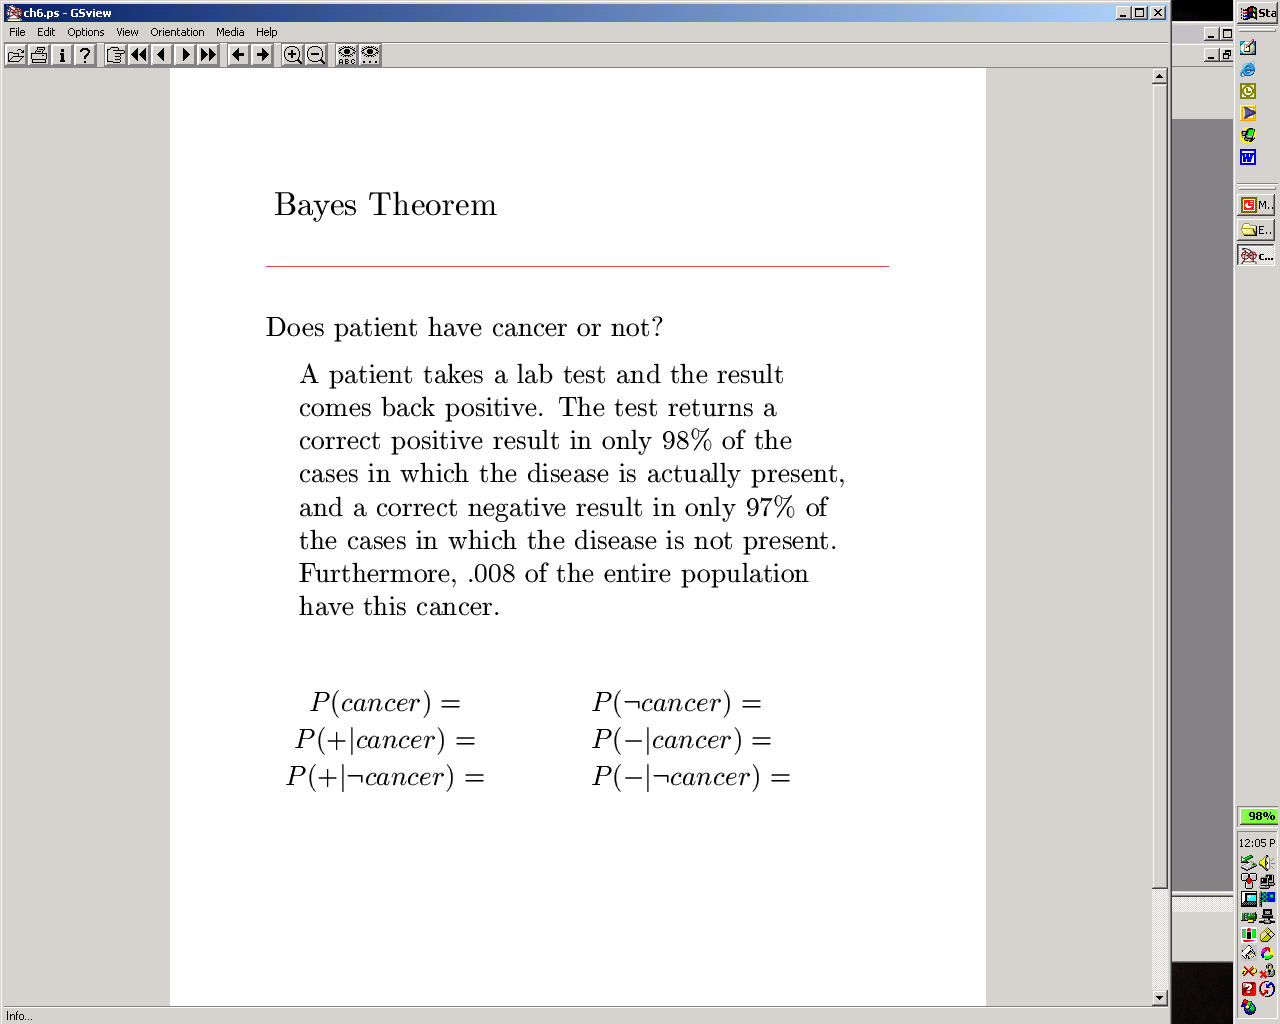 ch6.ps - GSview
File Edit Options View Orientation Media Help
Bayes Theorem
Does patient have cancer or not?
A patient takes a lab test and the result
comes back positive. The test returns a
correct positive result in only 98% of the
cases in which the disease is actually present,
and a correct negative result in only 97% of
the cases in which the disease is not present.
Furthermore, .008 of the entire population
have this cancer.
P(cancer) = P(¬cancer) =
P(+|cancer) = P(−|cancer) =
P(+|¬cancer) = P(−|¬cancer) =
Info...
Sta
M..
E..
c...
98%
12:05 P